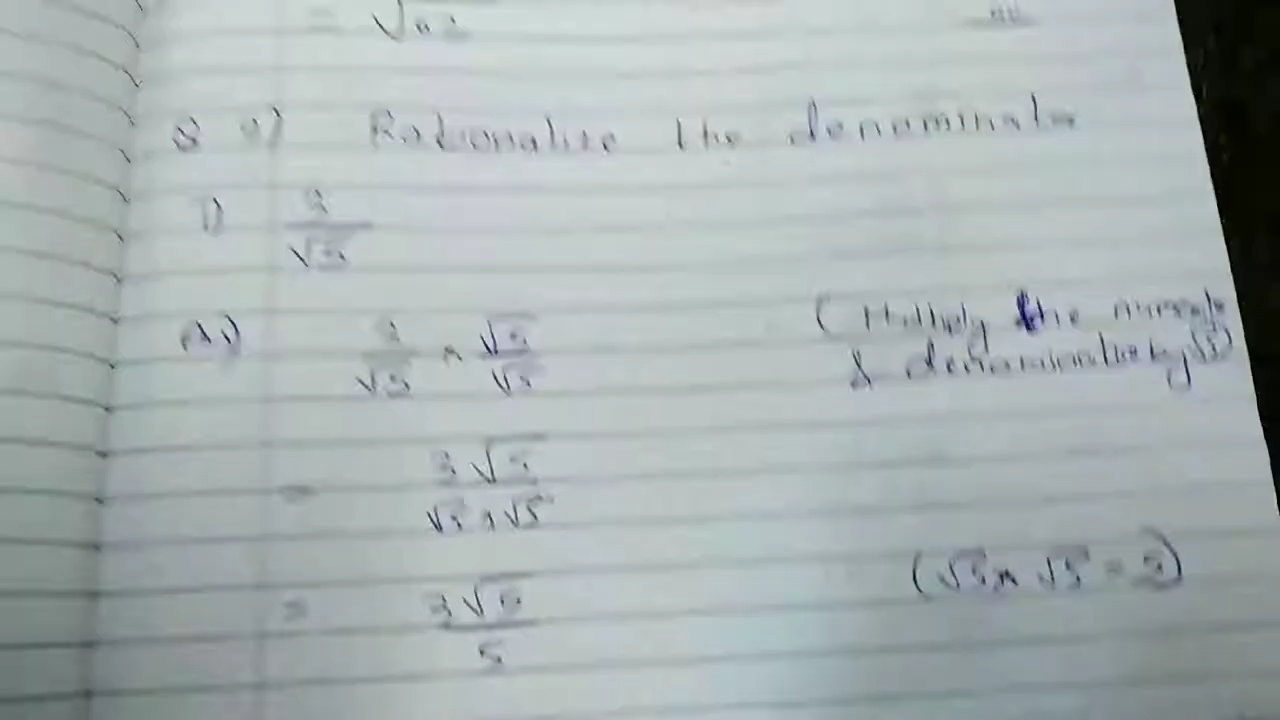 Rationalise the denominator
i) 3/√5
Ans) 3/√5 × √5/√5 (Multiply the numerator
& denominator by √5)
= 3√5/√5×√5
= 3√5/5 (√5 × √5 = 5)